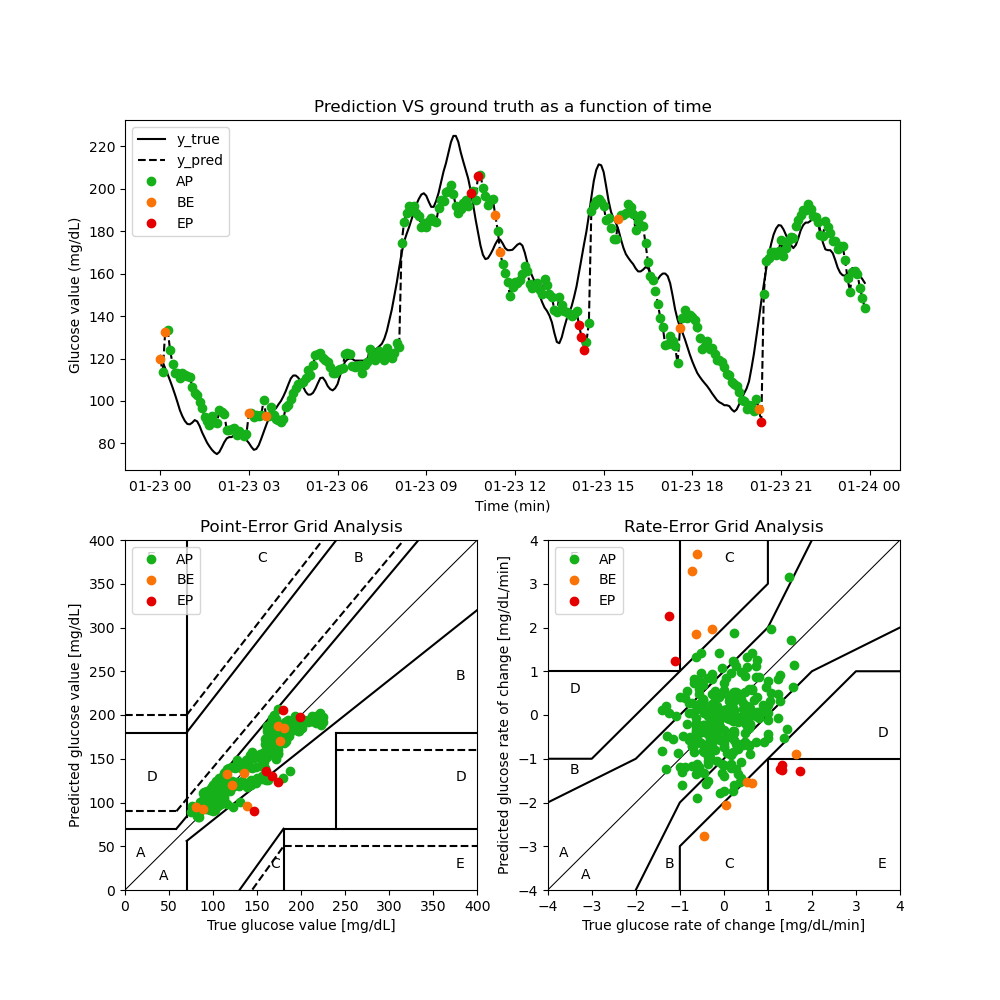 Prediction VS ground truth as a function of time
Glucose value (mg/dL)
220
200
180
160
140
120
100
80
y_true
y_pred
AP
BE
EP
01-23 00 01-23 03 01-23 06 01-23 09 01-23 12 01-23 15 01-23 18 01-23 21 01-24 00
Time (min)
Point-Error Grid Analysis
Predicted glucose value [mg/dL]
400
350
300
250
200
150
100
50
0
AP
BE
EP
C
B
B
D
D
A
A
C
E
0 50 100 150 200 250 300 350 400
True glucose value [mg/dL]
Rate-Error Grid Analysis
Predicted glucose rate of change [mg/dL/min]
4
3
2
1
0
−1
−2
−3
−4
AP
BE
EP
C
D
D
B
A
A
B
C
E
−4 −3 −2 −1 0 1 2 3 4
True glucose rate of change [mg/dL/min]